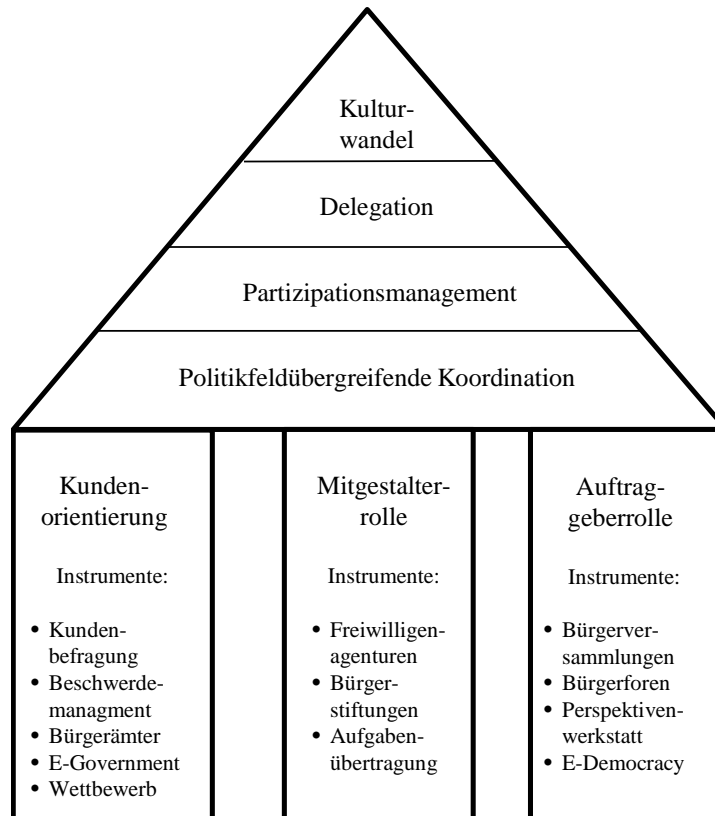 Kultur-
wandel
Delegation
Partizipationsmanagement
Politikfeldübergreifende Koordination
Kunden-
orientierung
Instrumente:
• Kunden-
befragung
• Beschwerde-
managment
• Bürgerämter
• E-Government
• Wettbewerb
Mitgestalter-
rolle
Instrumente:
• Freiwilligen-
agenturen
• Bürger-
stiftungen
• Aufgaben-
übertragung
Auftrag-
geberrolle
Instrumente:
• Bürgerver-
sammlungen
• Bürgerforen
• Perspektiven-
werkstatt
• E-Democracy